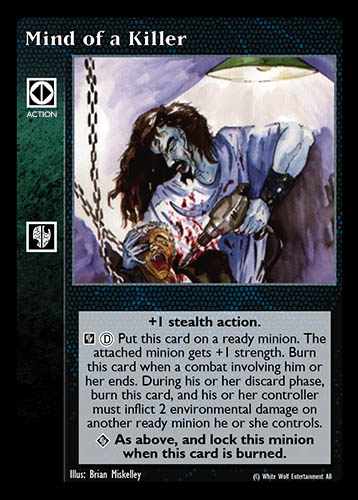 Mind of a Killer
ACTION
+1 stealth action.
D Put this card on a ready minion. The
attached minion gets +1 strength. Burn
this card when a combat involving him or
her ends. During his or her discard phase,
burn this card, and his or her controller
must inflict 2 environmental damage on
another ready minion he or she controls.
As above, and lock this minion
when this card is burned.
Illus: Brian Miskelley
(C) White Wolf Entertainment AB